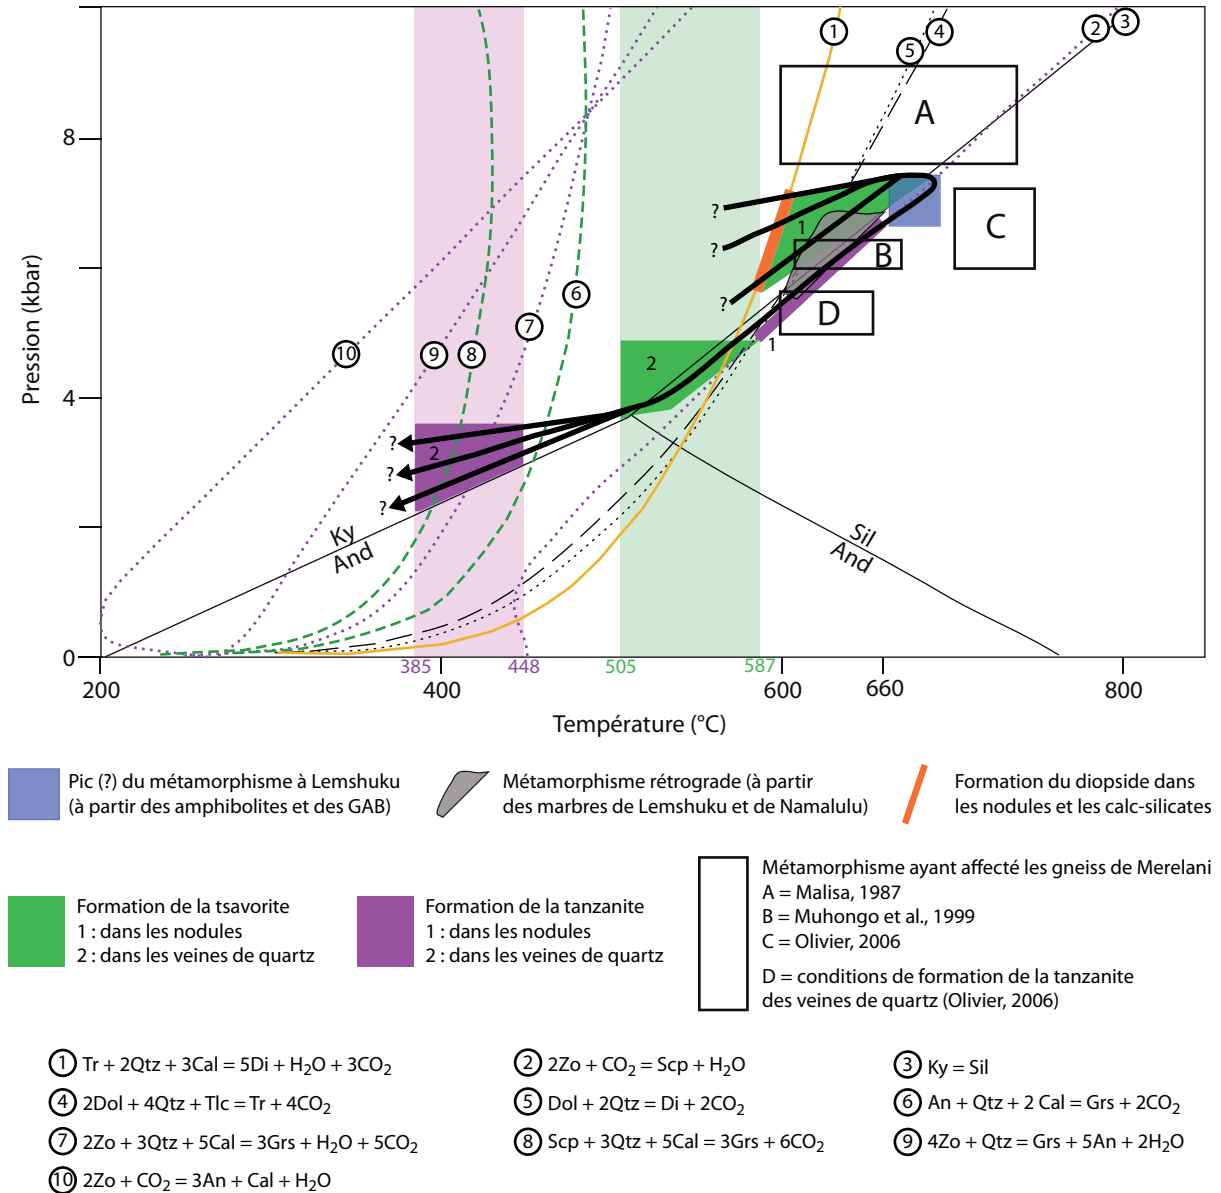 1
4
5
2
3
A
8
C
1
B
?
?
?
6
7
D
10
9
8
1
2
4
2
?
?
?
Ky
And
Sil
And
Pression (kbar)
0
385
448
505
587
200
400
600
660
800
Température (°C)
Pic (?) du métamorphisme à Lemshuku
(à partir des amphibolites et des GAB)
Métamorphisme rétrograde (à partir
des marbres de Lemshuku et de Namalulu)
Formation du diopside dans
les nodules et les calc-silicates
Formation de la tsavorite
1 : dans les nodules
2 : dans les veines de quartz
Formation de la tanzanite
1 : dans les nodules
2 : dans les veines de quartz
Métamorphisme ayant affecté les gneiss de Merelani
A = Malisa, 1987
B = Muhongo et al., 1999
C = Olivier, 2006
D = conditions de formation de la tanzanite
des veines de quartz (Olivier, 2006)
1 Tr + 2Qtz + 3Cal = 5Di + H₂O + 3CO₂
2 2Zo + CO₂ = Scp + H₂O
3 Ky = Sil
4 2Dol + 4Qtz + Tlc = Tr + 4CO₂
5 Dol + 2Qtz = Di + 2CO₂
6 An + Qtz + 2 Cal = Grs + 2CO₂
7 2Zo + 3Qtz + 5Cal = 3Grs + H₂O + 5CO₂
8 Scp + 3Qtz + 5Cal = 3Grs + 6CO₂
9 4Zo + Qtz = Grs + 5An + 2H₂O
10 2Zo + CO₂ = 3An + Cal + H₂O